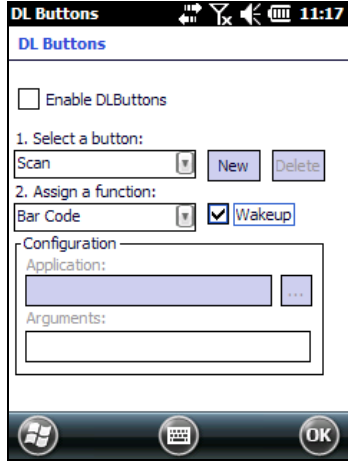 DL Buttons 11:17
DL Buttons
Enable DLButtons
1. Select a button:
Scan New Delete
2. Assign a function:
Bar Code Wakeup
Configuration
Application:
...
Arguments:
OK